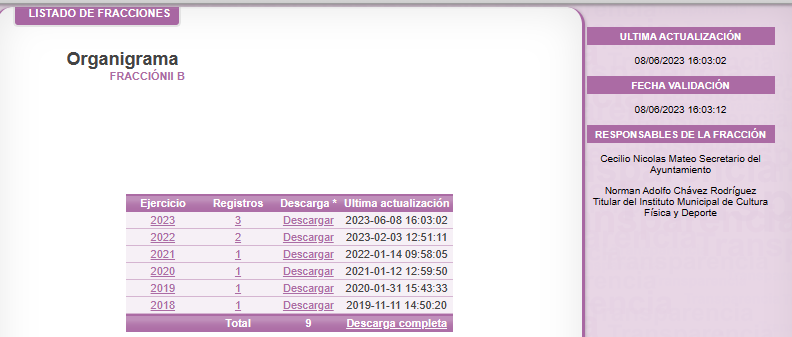 LISTADO DE FRACCIONES
Organigrama
FRACCIÓNII B
Ejercicio Registros Descarga * Ultima actualización
2023 3 Descargar 2023-06-08 16:03:02
2022 2 Descargar 2023-02-03 12:51:11
2021 1 Descargar 2022-01-14 09:58:05
2020 1 Descargar 2021-01-12 12:59:50
2019 1 Descargar 2020-01-31 15:43:33
2018 1 Descargar 2019-11-11 14:50:20
Total 9 Descarga completa
ULTIMA ACTUALIZACIÓN
08/06/2023 16:03:02
FECHA VALIDACIÓN
08/06/2023 16:03:12
RESPONSABLES DE LA FRACCIÓN
Cecilio Nicolas Mateo Secretario del
Ayuntamiento
Norman Adolfo Chávez Rodríguez
Titular del Instituto Municipal de Cultura
Física y Deporte